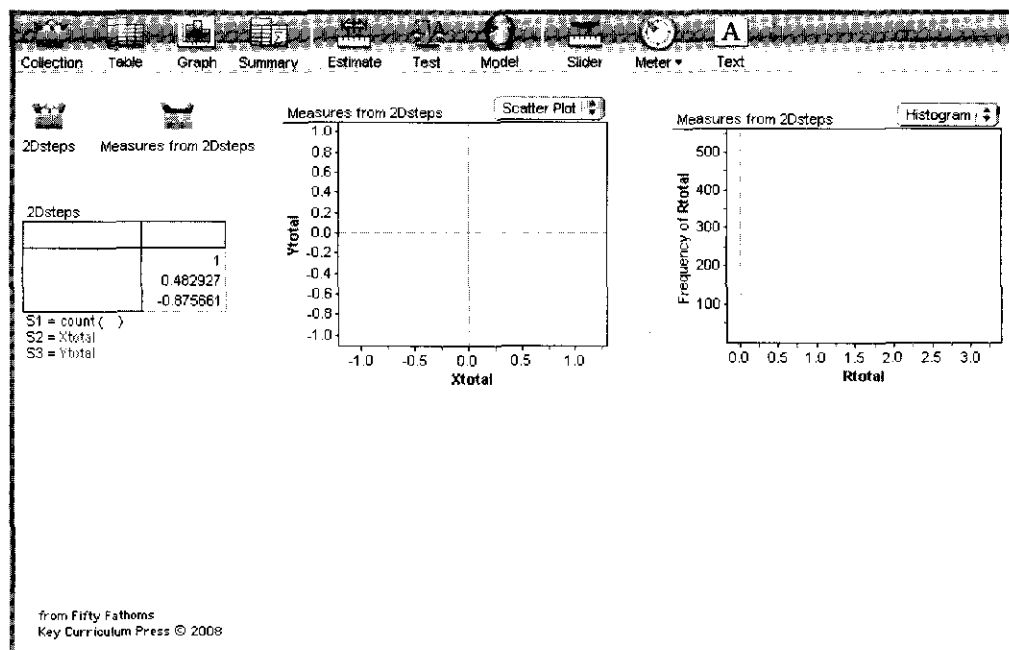 Collection Table Graph Summary Estimate Test Model Slider Meter Text
A
2Dsteps Measures from 2Dsteps
2Dsteps
1
0.482927
-0.875661
S1 = count( )
S2 = Xtotal
S3 = Ytotal
Measures from 2Dsteps Scatter Plot
1.0
0.8
0.6
0.4
0.2
0.0
-0.2
-0.4
-0.6
-0.8
-1.0
Ytotal
-1.0 -0.5 0.0 0.5 1.0
Xtotal
Measures from 2Dsteps Histogram
500
400
300
200
100
Frequency of Rtotal
0.0 0.5 1.0 1.5 2.0 2.5 3.0
Rtotal
from Fifty Fathoms
Key Curriculum Press © 2008